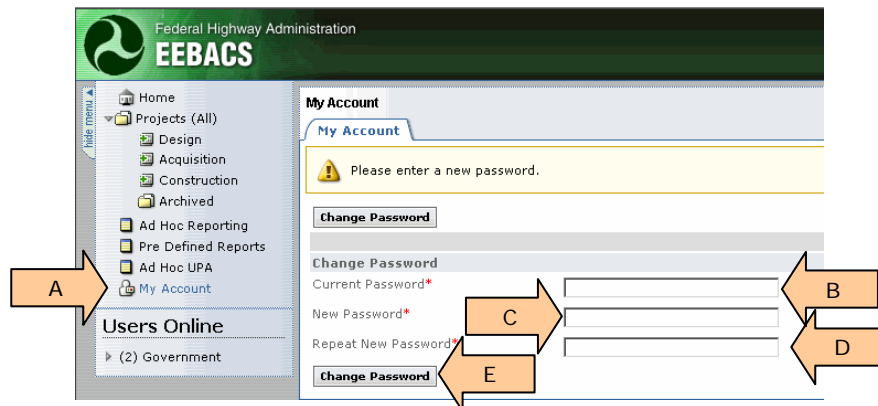 Federal Highway Administration
EEBACS
hide menu
Home
Projects (All)
Design
Acquisition
Construction
Archived
Ad Hoc Reporting
Pre Defined Reports
Ad Hoc UPA
My Account
Users Online
(2) Government
My Account
My Account
Please enter a new password.
Change Password
Change Password
Current Password*
New Password*
Repeat New Password*
Change Password
A
B
C
D
E